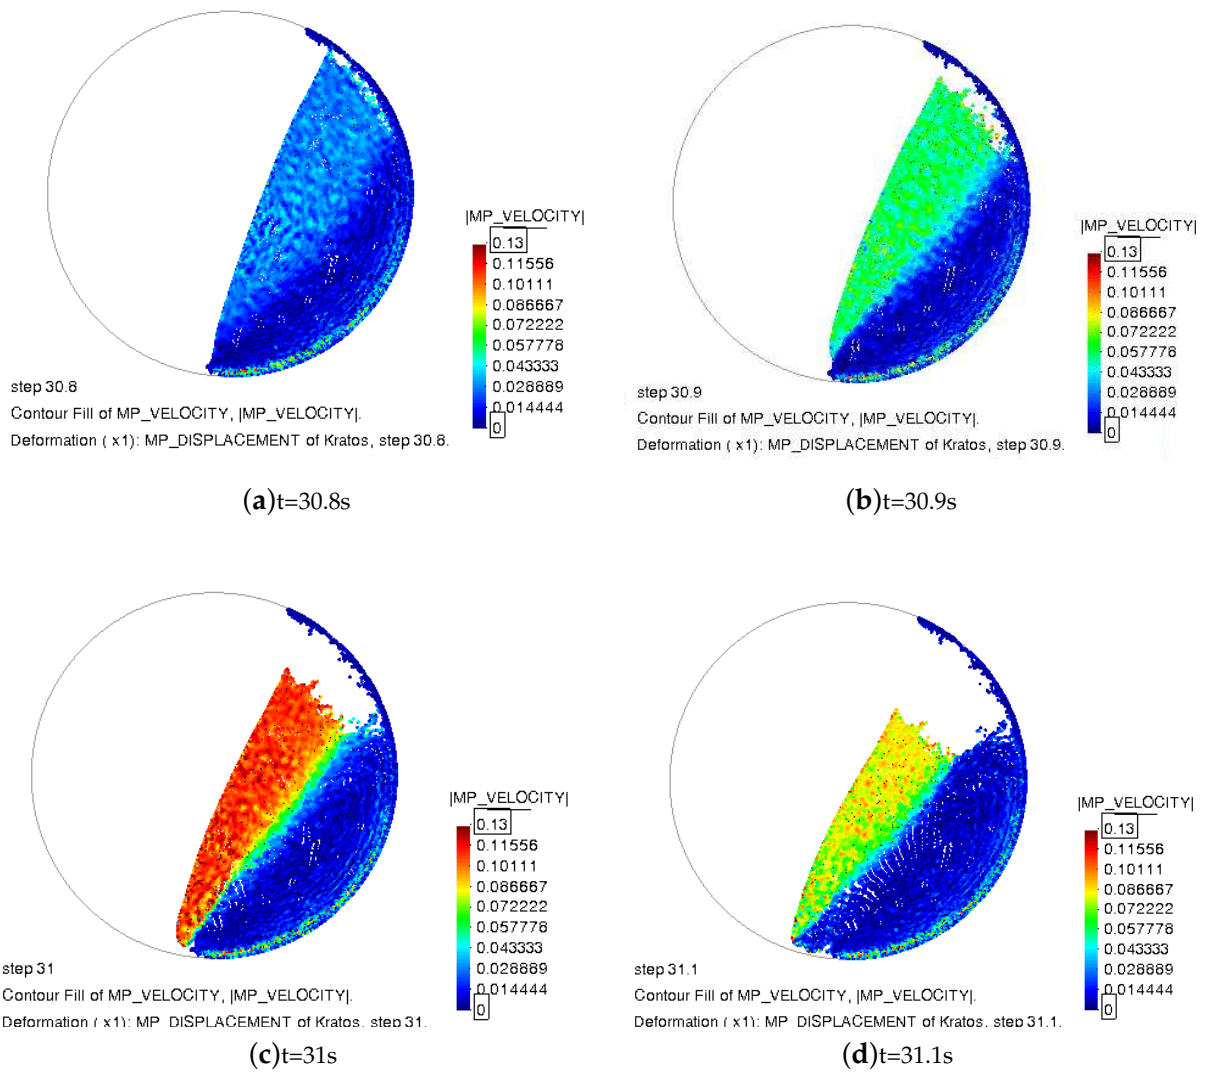 |MP_VELOCITY|
0.13
0.11556
0.10111
0.086667
0.072222
0.057778
0.043333
0.028889
0.014444
0
step 30.8
Contour Fill of MP_VELOCITY, |MP_VELOCITY|.
Deformation ( x1): MP_DISPLACEMENT of Kratos, step 30.8.
(a)t=30.8s
|MP_VELOCITY|
0.13
0.11556
0.10111
0.086667
0.072222
0.057778
0.043333
0.028889
0.014444
0
step 30.9
Contour Fill of MP_VELOCITY, |MP_VELOCITY|.
Deformation ( x1): MP_DISPLACEMENT of Kratos, step 30.9.
(b)t=30.9s
|MP_VELOCITY|
0.13
0.11556
0.10111
0.086667
0.072222
0.057778
0.043333
0.028889
0.014444
0
step 31
Contour Fill of MP_VELOCITY, |MP_VELOCITY|.
Deformation ( x1): MP_DISPLACEMENT of Kratos, step 31.
(c)t=31s
|MP_VELOCITY|
0.13
0.11556
0.10111
0.086667
0.072222
0.057778
0.043333
0.028889
0.014444
0
step 31.1
Contour Fill of MP_VELOCITY, |MP_VELOCITY|.
Deformation ( x1): MP_DISPLACEMENT of Kratos, step 31.1.
(d)t=31.1s